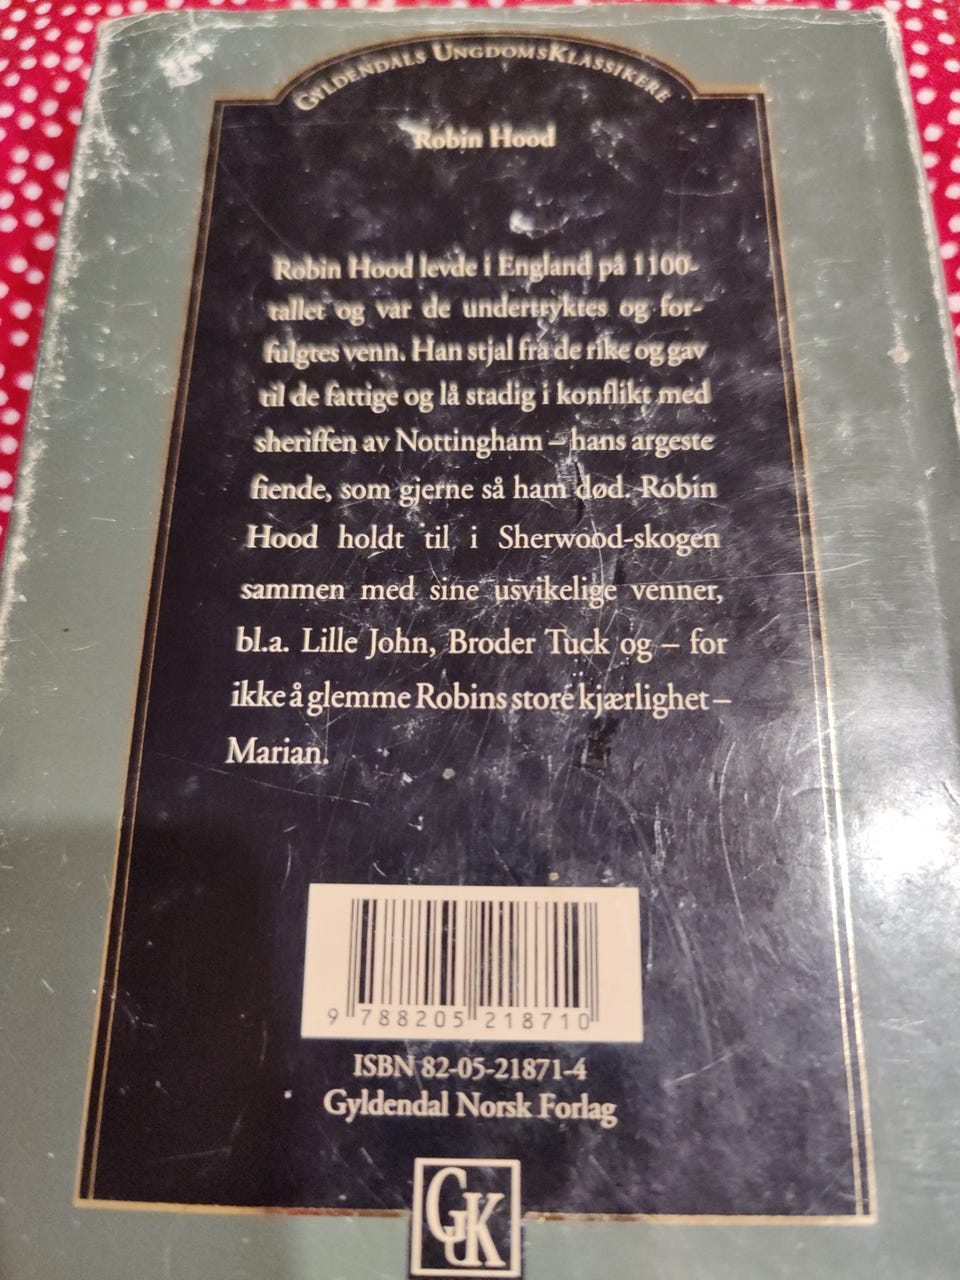 Gyldendals UngdomsKlassikere
Robin Hood
Robin Hood levde i England på 1100-
tallet og var de undertryktes og for-
fulgtes venn. Han stjal fra de rike og gav
til de fattige og lå stadig i konflikt med
sheriffen av Nottingham – hans argeste
fiende, som gjerne så ham død. Robin
Hood holdt til i Sherwood-skogen
sammen med sine usvikelige venner,
bl.a. Lille John, Broder Tuck og – for
ikke å glemme Robins store kjærlighet –
Marian.
9 788205 218710
ISBN 82-05-21871-4
Gyldendal Norsk Forlag
GUK